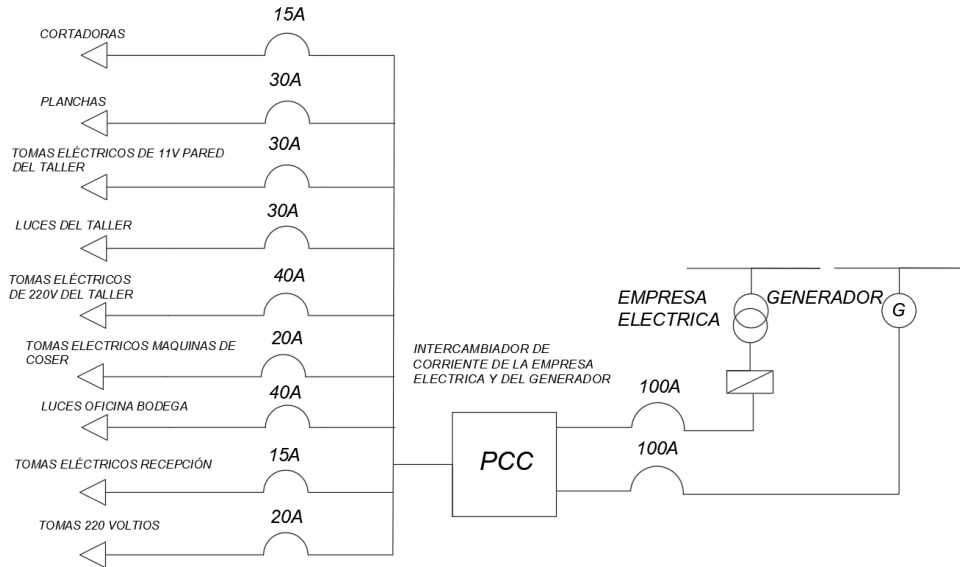 15A
CORTADORAS
30A
PLANCHAS
30A
TOMAS ELÉCTRICOS DE 11V PARED
DEL TALLER
30A
LUCES DEL TALLER
40A
TOMAS ELÉCTRICOS
DE 220V DEL TALLER
20A
TOMAS ELECTRICOS MAQUINAS DE
COSER
40A
LUCES OFICINA BODEGA
15A
TOMAS ELÉCTRICOS RECEPCIÓN
20A
TOMAS 220 VOLTIOS
INTERCAMBIADOR DE
CORRIENTE DE LA EMPRESA
ELECTRICA Y DEL GENERADOR
PCC
100A
100A
EMPRESA
ELECTRICA
GENERADOR
G